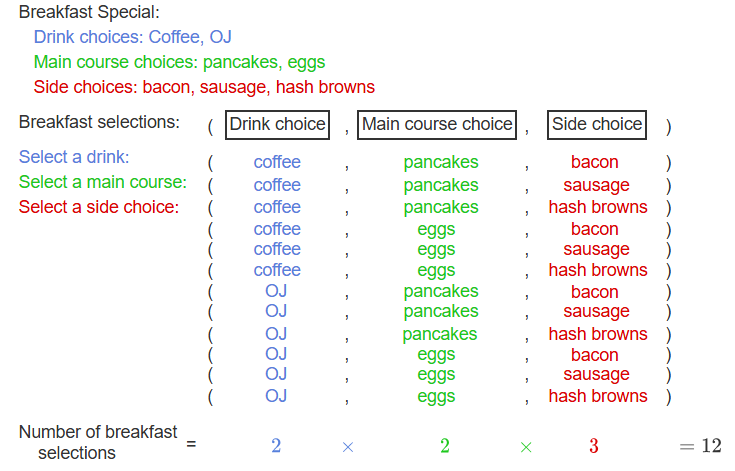 Breakfast Special:
Drink choices: Coffee, OJ
Main course choices: pancakes, eggs
Side choices: bacon, sausage, hash browns
Breakfast selections: ( Drink choice , Main course choice , Side choice )
Select a drink: ( coffee , pancakes , bacon )
Select a main course: ( coffee , pancakes , sausage )
Select a side choice: ( coffee , pancakes , hash browns )
( coffee , eggs , bacon )
( coffee , eggs , sausage )
( coffee , eggs , hash browns )
( OJ , pancakes , bacon )
( OJ , pancakes , sausage )
( OJ , pancakes , hash browns )
( OJ , eggs , bacon )
( OJ , eggs , sausage )
( OJ , eggs , hash browns )
Number of breakfast
selections = 2 × 2 × 3 = 12